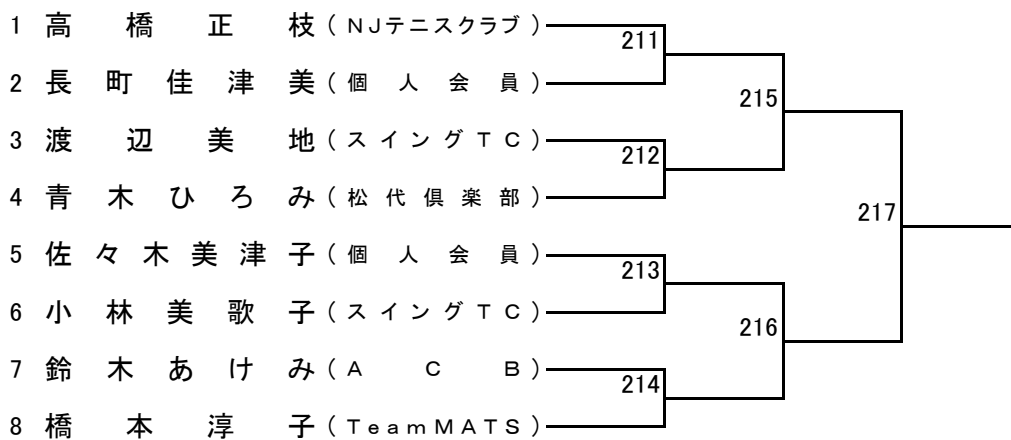 1 高橋正枝(NJテニスクラブ)
211
2 長町佳津美(個人会員)
215
3 渡辺美地(スイングTC)
212
4 青木ひろみ(松代倶楽部)
217
5 佐々木美津子(個人会員)
213
6 小林美歌子(スイングTC)
216
7 鈴木あけみ(ACB)
214
8 橋本淳子(TeamMATS)